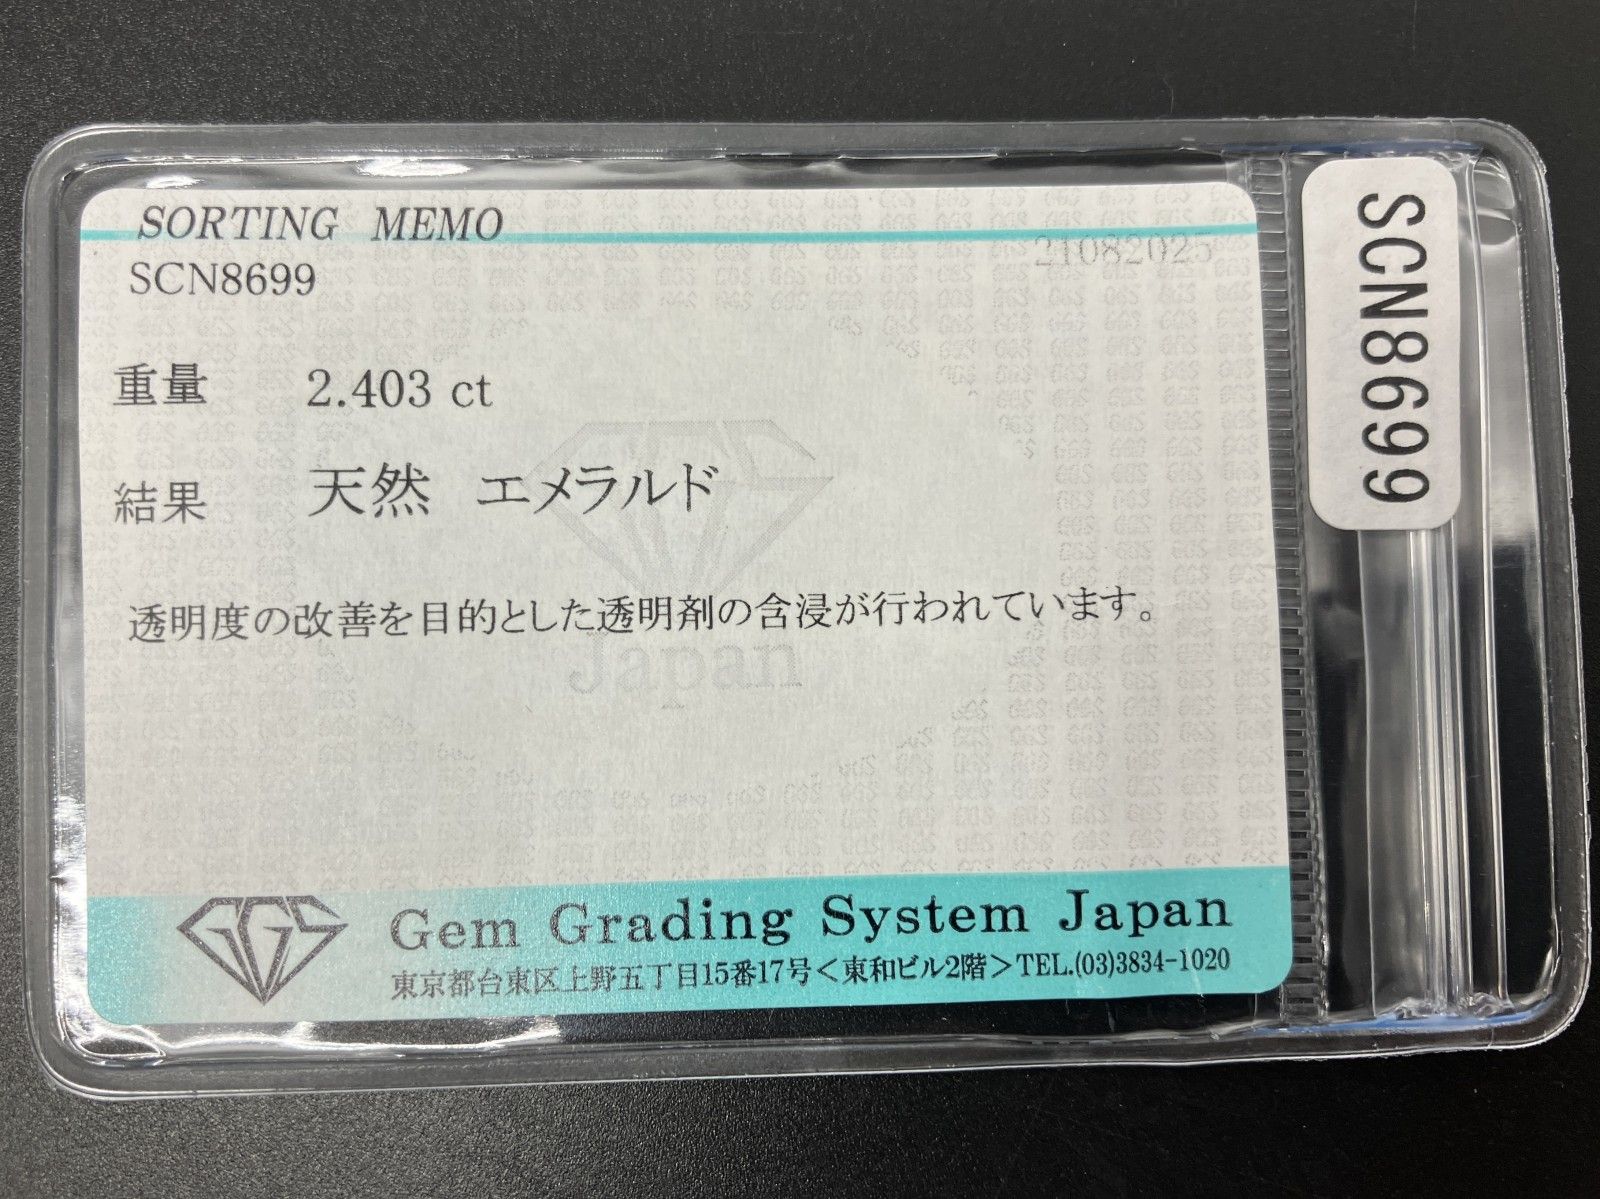 SORTING MEMO
21082025
SCN8699
重量 2.403 ct
結果 天然 エメラルド
透明度の改善を目的とした透明剤の含浸が行われています。
GGS
Japan
GGS
Gem Grading System Japan
東京都台東区上野五丁目15番17号<東和ビル2階>TEL.(03)3834-1020
SCN8699